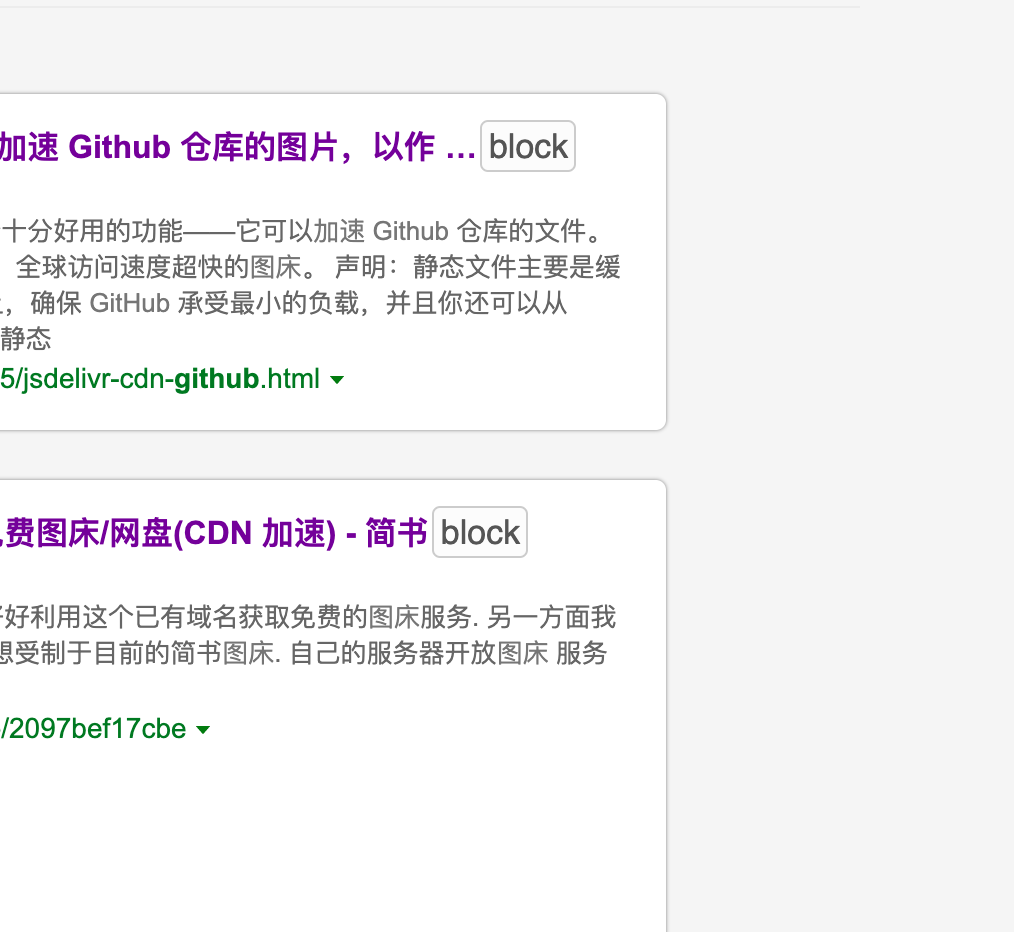 加速 Github 仓库的图片，以作 ... block
十分好用的功能——它可以加速 Github 仓库的文件。
，全球访问速度超快的图床。 声明：静态文件主要是缓
，确保 GitHub 承受最小的负载，并且你还可以从
静态
5/jsdelivr-cdn-github.html
费图床/网盘(CDN 加速) - 简书 block
好利用这个已有域名获取免费的图床服务. 另一方面我
想受制于目前的简书图床. 自己的服务器开放图床 服务
/2097bef17cbe